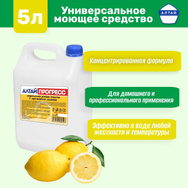 5л
Универсальное
моющее средство
АЛТАЙ
Концентрированная
формула
Для домашнего и
профессионального применения
Эффективно в воде любой
жесткости и температуры
АЛТАЙ ПРОГРЕСС